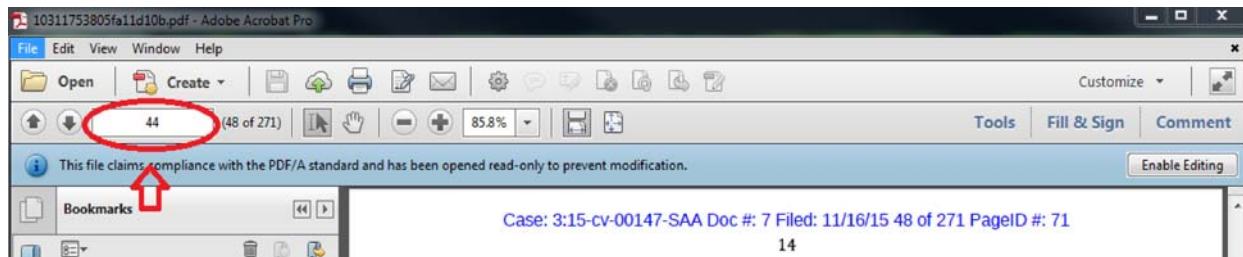 10311753805fa11d10b.pdf - Adobe Acrobat Pro
File Edit View Window Help
Open Create Customize
44 (48 of 271) 85.8% Tools Fill & Sign Comment
This file claims compliance with the PDF/A standard and has been opened read-only to prevent modification. Enable Editing
Bookmarks
Case: 3:15-cv-00147-SAA Doc #: 7 Filed: 11/16/15 48 of 271 PageID #: 71
14